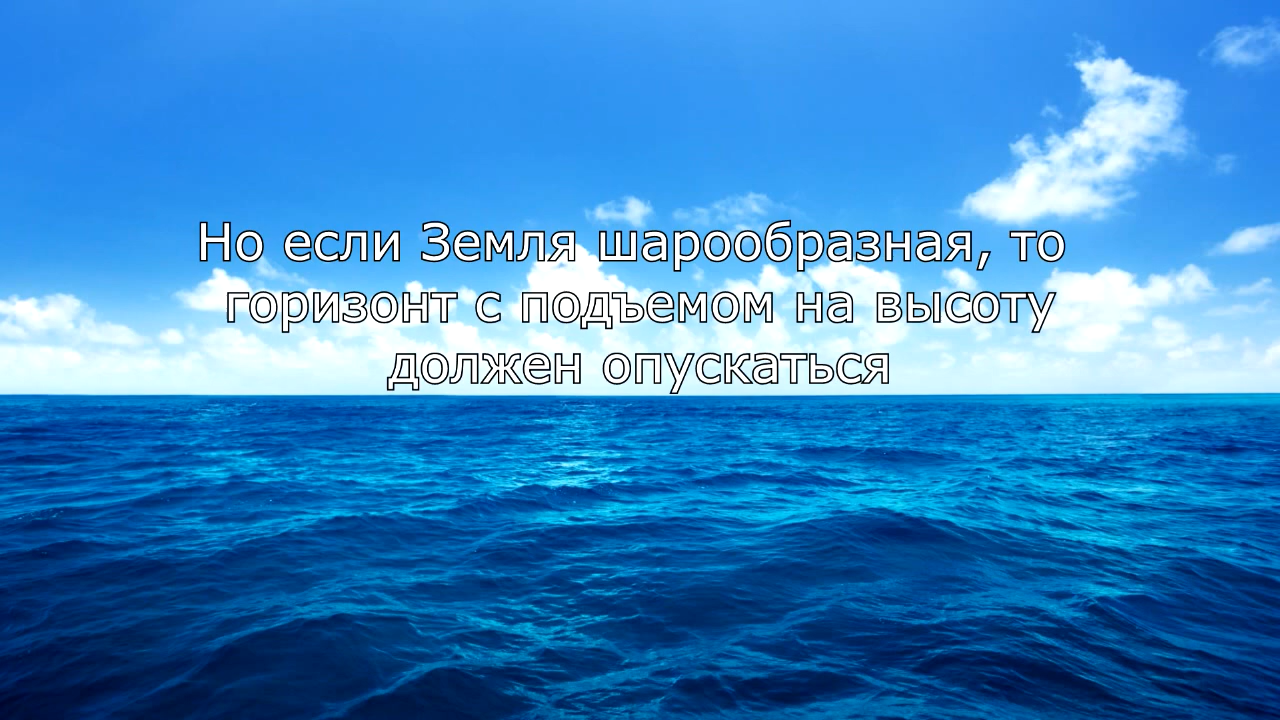 Но если Земля шарообразная, то
горизонт с подъемом на высоту
должен опускаться